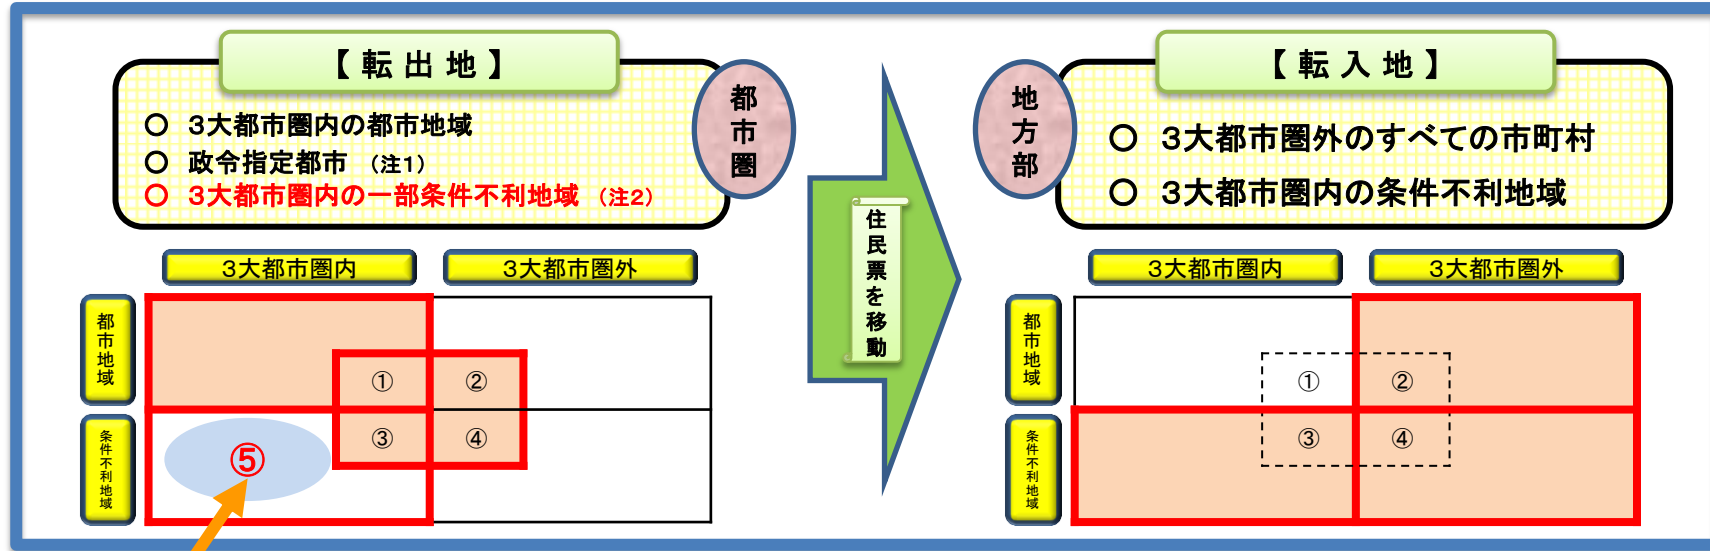 【転出地】
都市圏
○ 3大都市圏内の都市地域
○ 政令指定都市 (注1)
○ 3大都市圏内の一部条件不利地域 (注2)
3大都市圏内
3大都市圏外
都市地域
条件不利地域
①
②
③
④
⑤
住民票を移動
【転入地】
地方部
○ 3大都市圏外のすべての市町村
○ 3大都市圏内の条件不利地域
3大都市圏内
3大都市圏外
都市地域
条件不利地域
①
②
③
④